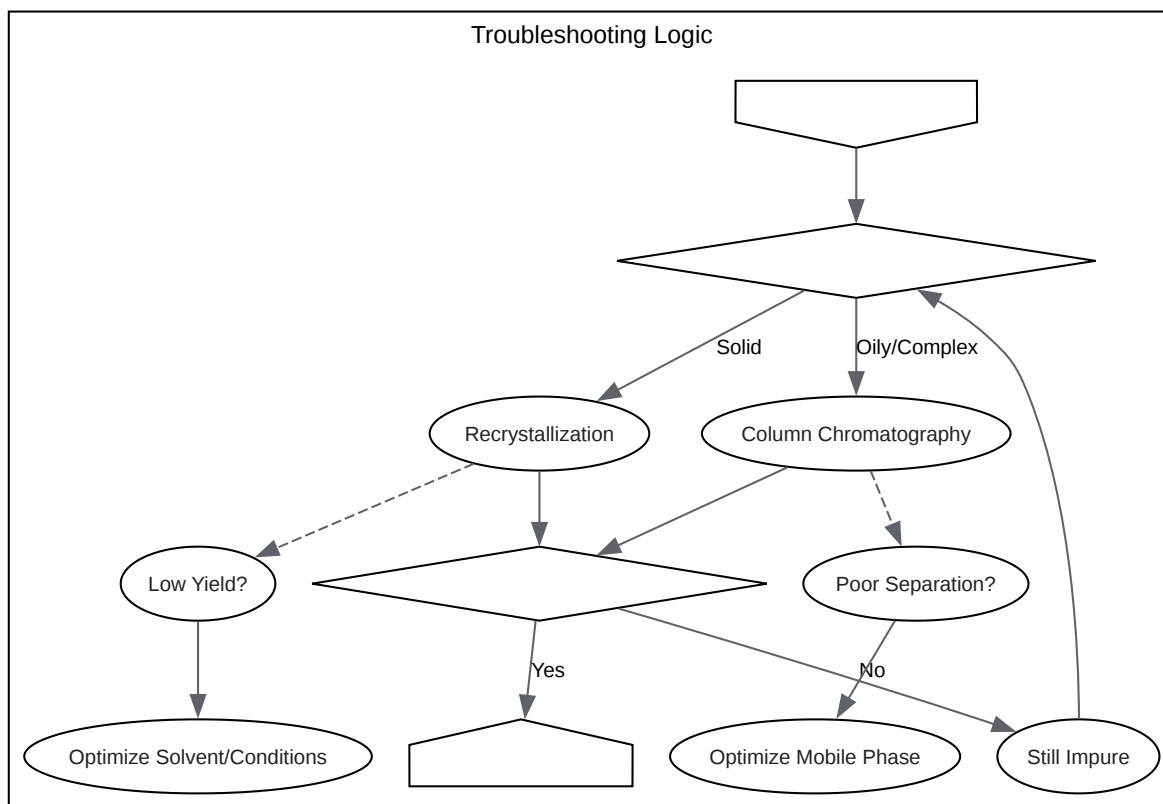 Troubleshooting Logic
Solid
Oily/Complex
Recrystallization
Column Chromatography
Low Yield?
Poor Separation?
Yes
No
Optimize Solvent/Conditions
Optimize Mobile Phase
Still Impure